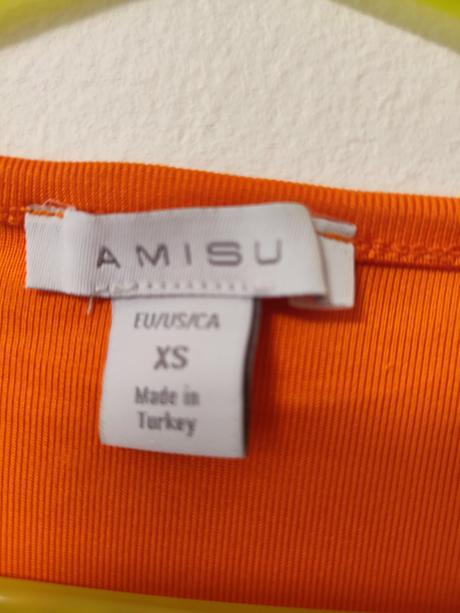 AMISU
EU/US/CA
XS
Made in
Turkey